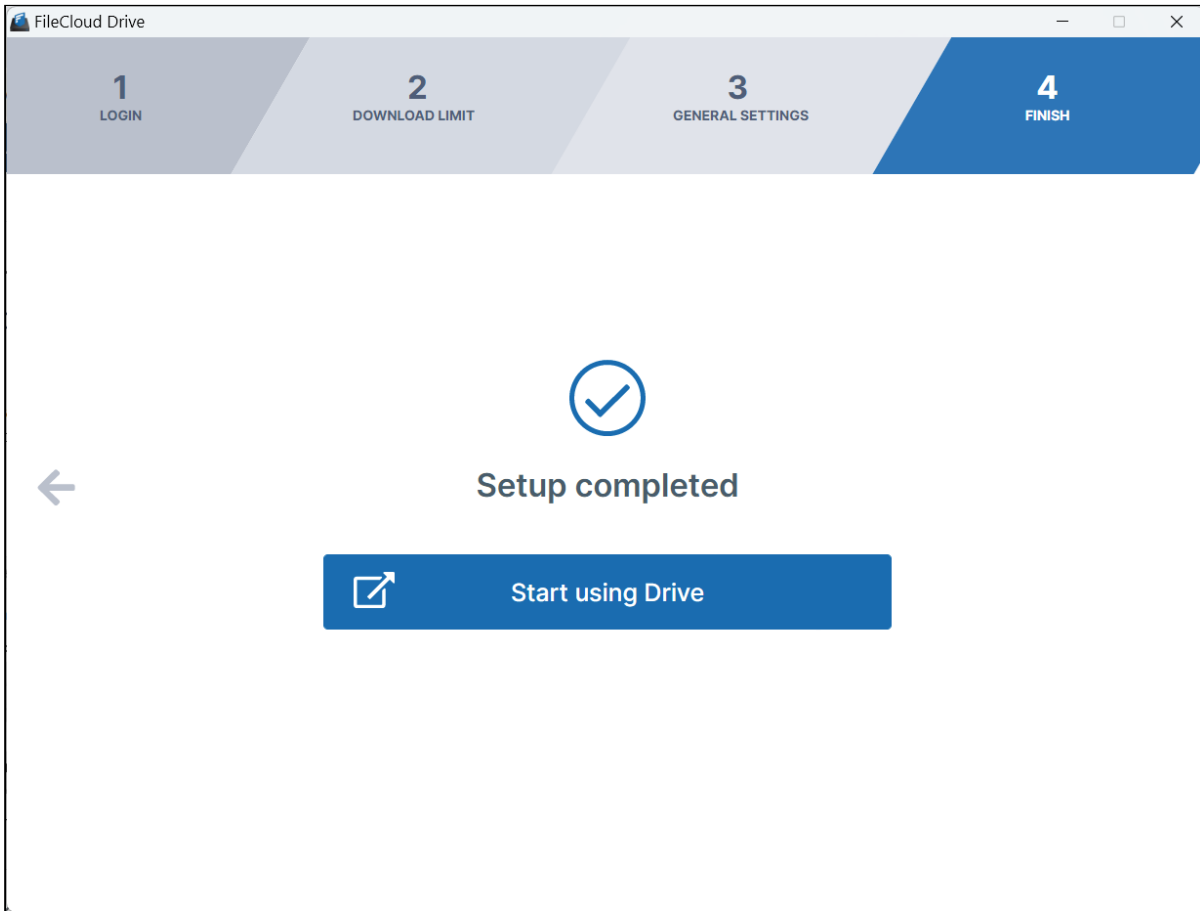 FileCloud Drive
1
LOGIN
2
DOWNLOAD LIMIT
3
GENERAL SETTINGS
4
FINISH
Setup completed
Start using Drive